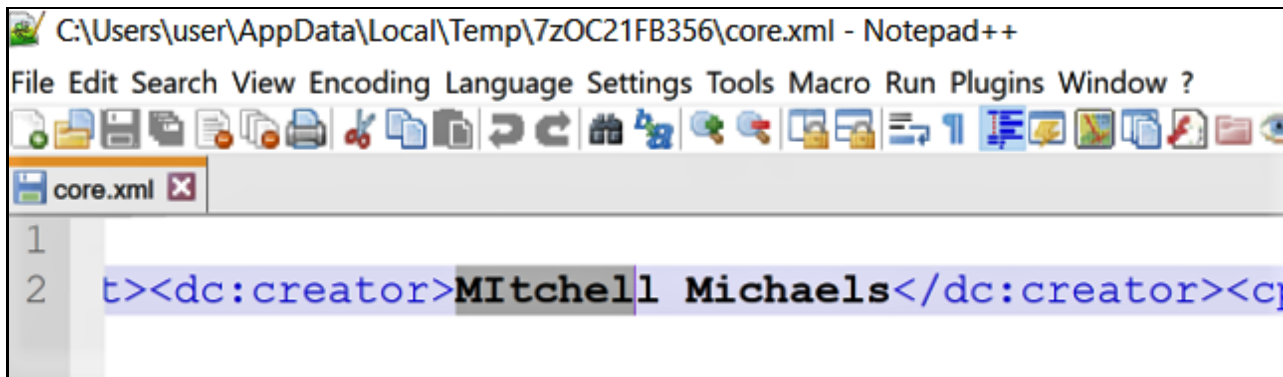 C:\Users\user\AppData\Local\Temp\7zOC21FB356\core.xml - Notepad++
File Edit Search View Encoding Language Settings Tools Macro Run Plugins Window ?
core.xml
1
2 t><dc:creator>MItchell Michaels</dc:creator><c